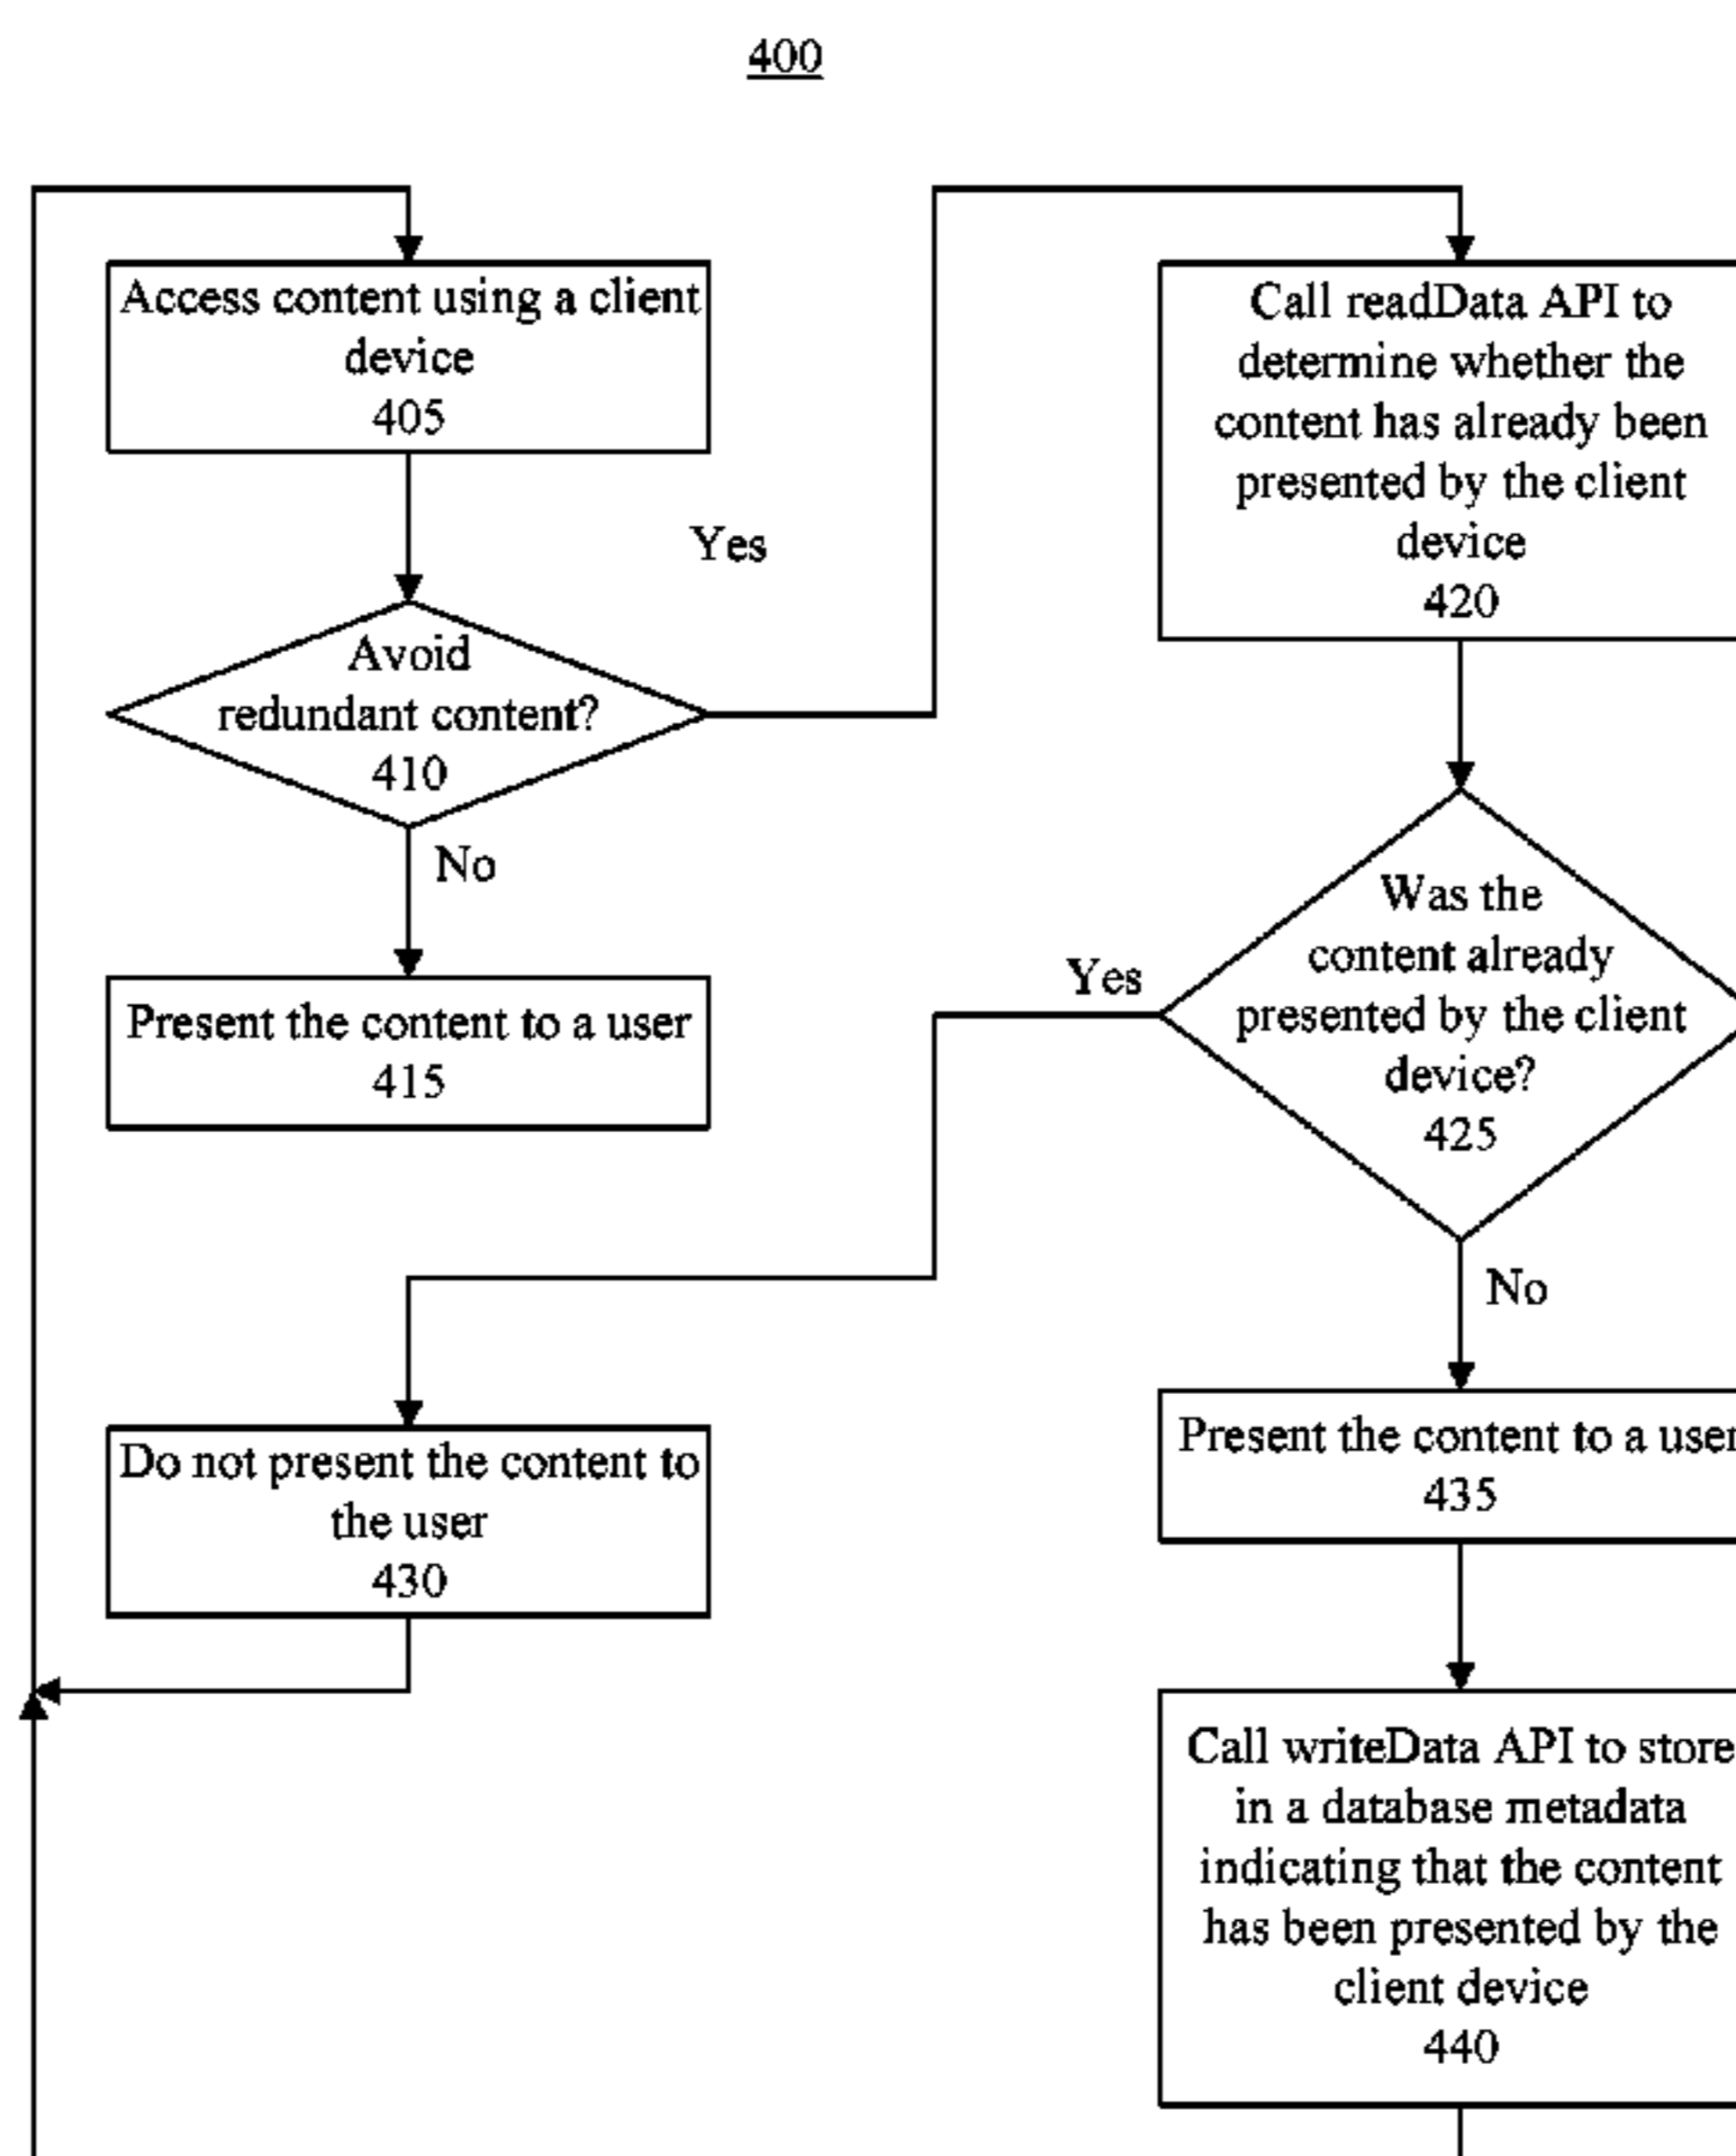 400
Access content using a client
device
405
Yes
Avoid
redundant content?
410
No
Present the content to a user
415
Call readData API to
determine whether the
content has already been
presented by the client
device
420
Yes
Was the
content already
presented by the client
device?
425
No
Do not present the content to
the user
430
Present the content to a user
435
Call writeData API to store
in a database metadata
indicating that the content
has been presented by the
client device
440